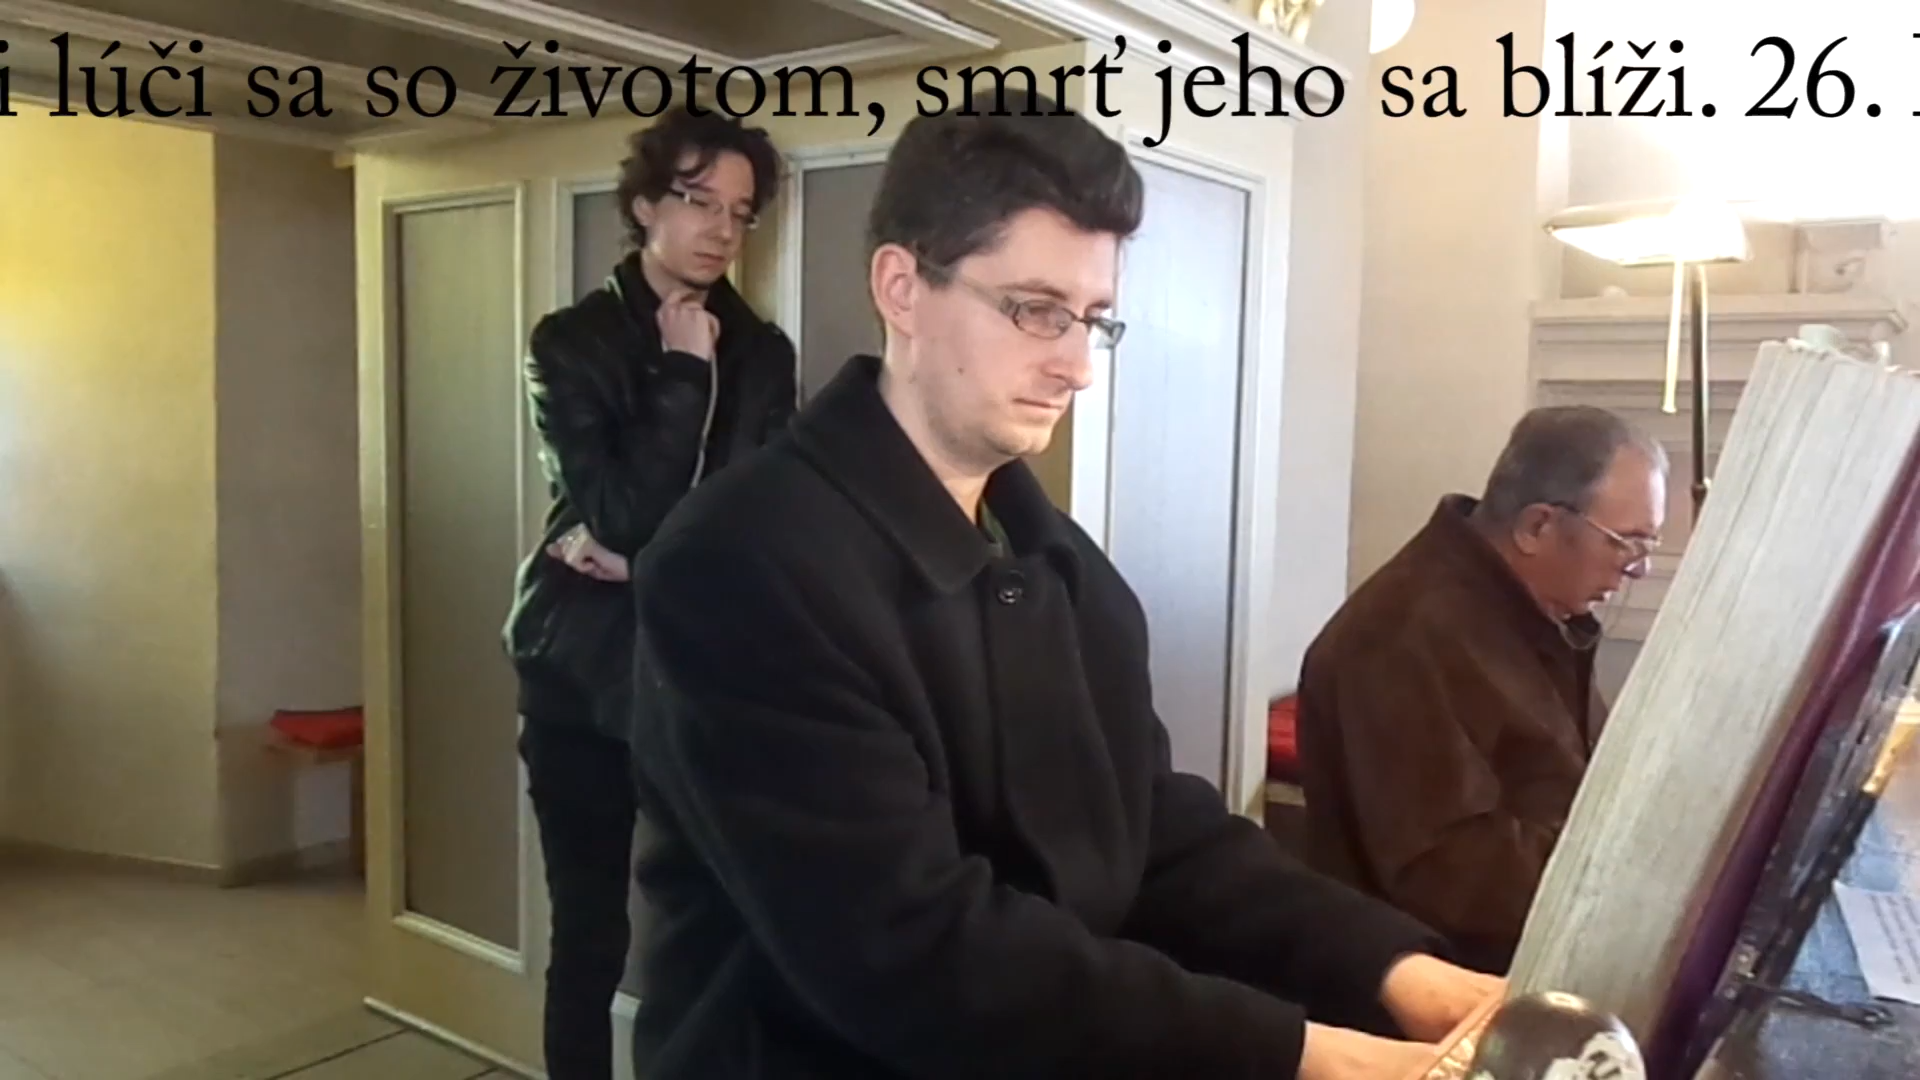 i lúči sa so životom, smrť jeho sa blíži. 26.